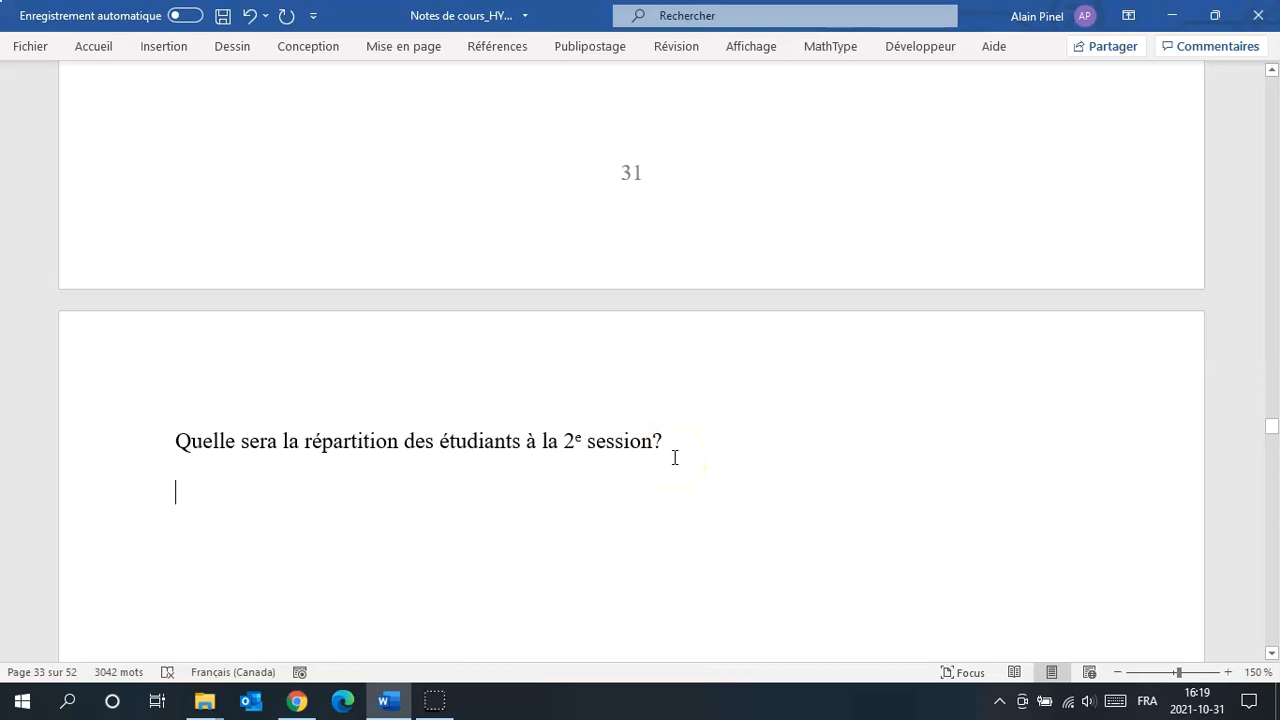 Enregistrement automatique
Notes de cours_HY...
Rechercher
Alain Pinel
AP
Fichier
Accueil
Insertion
Dessin
Conception
Mise en page
Références
Publipostage
Révision
Affichage
MathType
Développeur
Aide
Partager
Commentaires
31
Quelle sera la répartition des étudiants à la 2e session?
Page 33 sur 52
3042 mots
Français (Canada)
Focus
150 %
FRA
16:19
2021-10-31